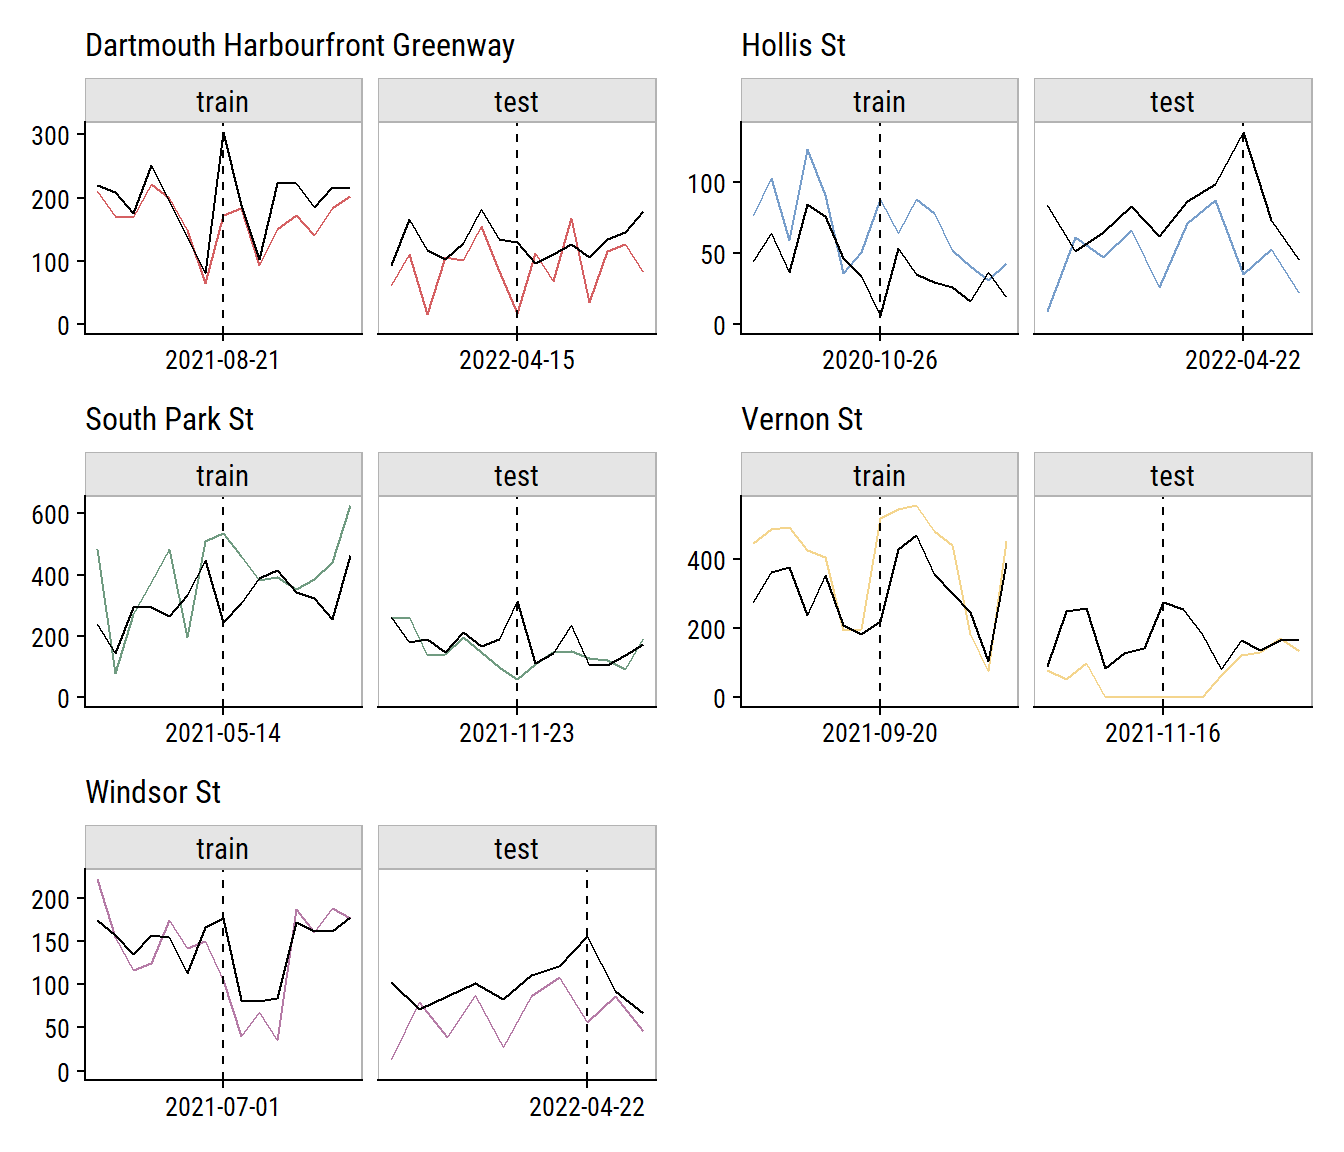 Dartmouth Harbourfront Greenway
train
test
300
200
100
0
2021-08-21
2022-04-15
Hollis St
train
test
100
50
0
2020-10-26
2022-04-22
South Park St
train
test
600
400
200
0
2021-05-14
2021-11-23
Vernon St
train
test
400
200
0
2021-09-20
2021-11-16
Windsor St
train
test
200
150
100
50
0
2021-07-01
2022-04-22